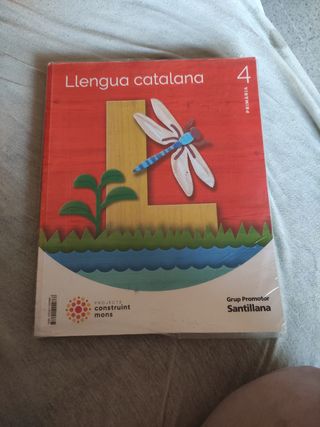 Llengua catalana
4
PRIMÀRIA
L
PROJECTE
construint
mons
Grup Promotor
Santillana